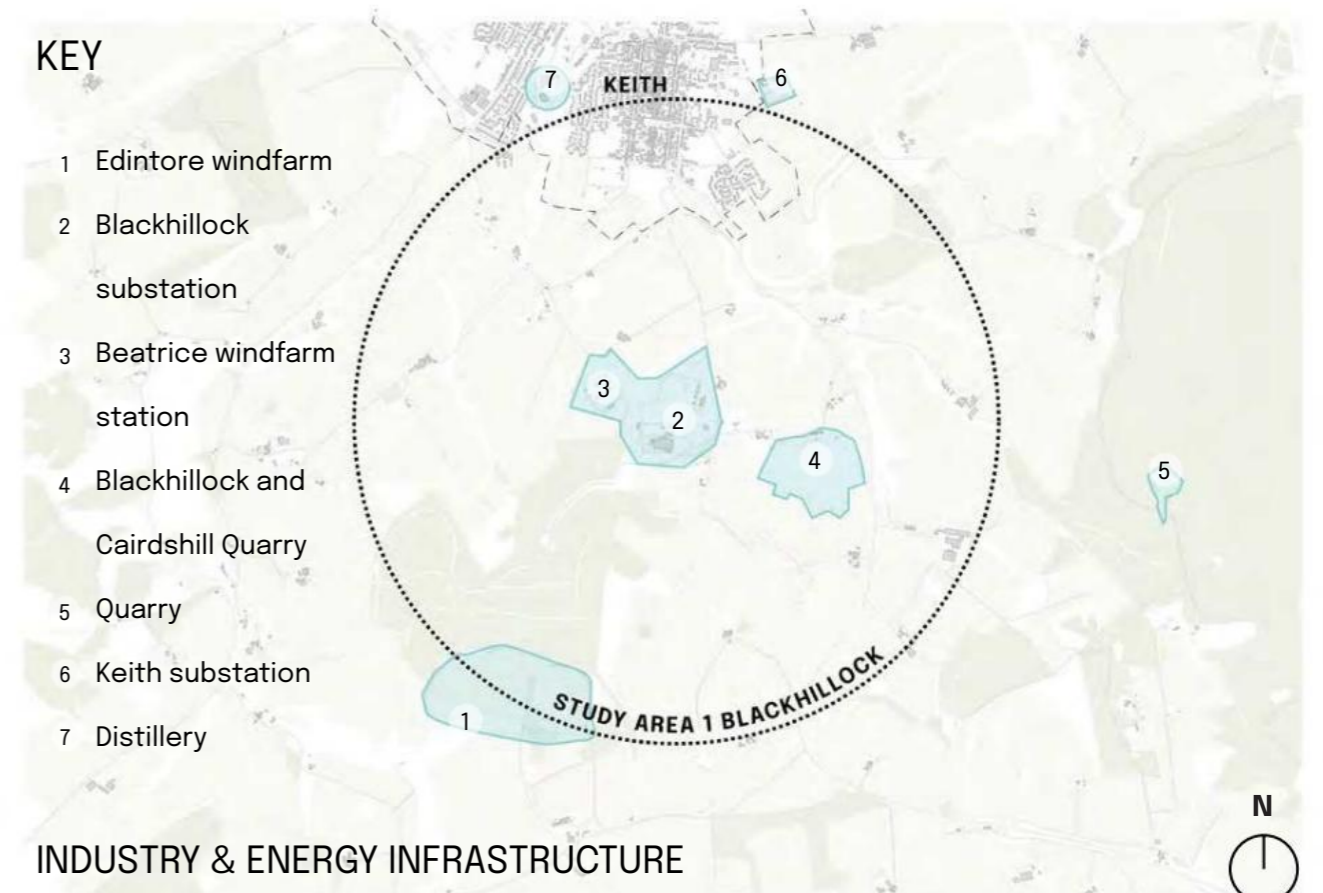 KEY
1 Edintore windfarm
2 Blackhillock
substation
3 Beatrice windfarm
station
4 Blackhillock and
Cairdshill Quarry
5 Quarry
6 Keith substation
7 Distillery
7
KEITH
6
3
2
4
5
1
STUDY AREA 1 BLACKHILLOCK
N
INDUSTRY & ENERGY INFRASTRUCTURE